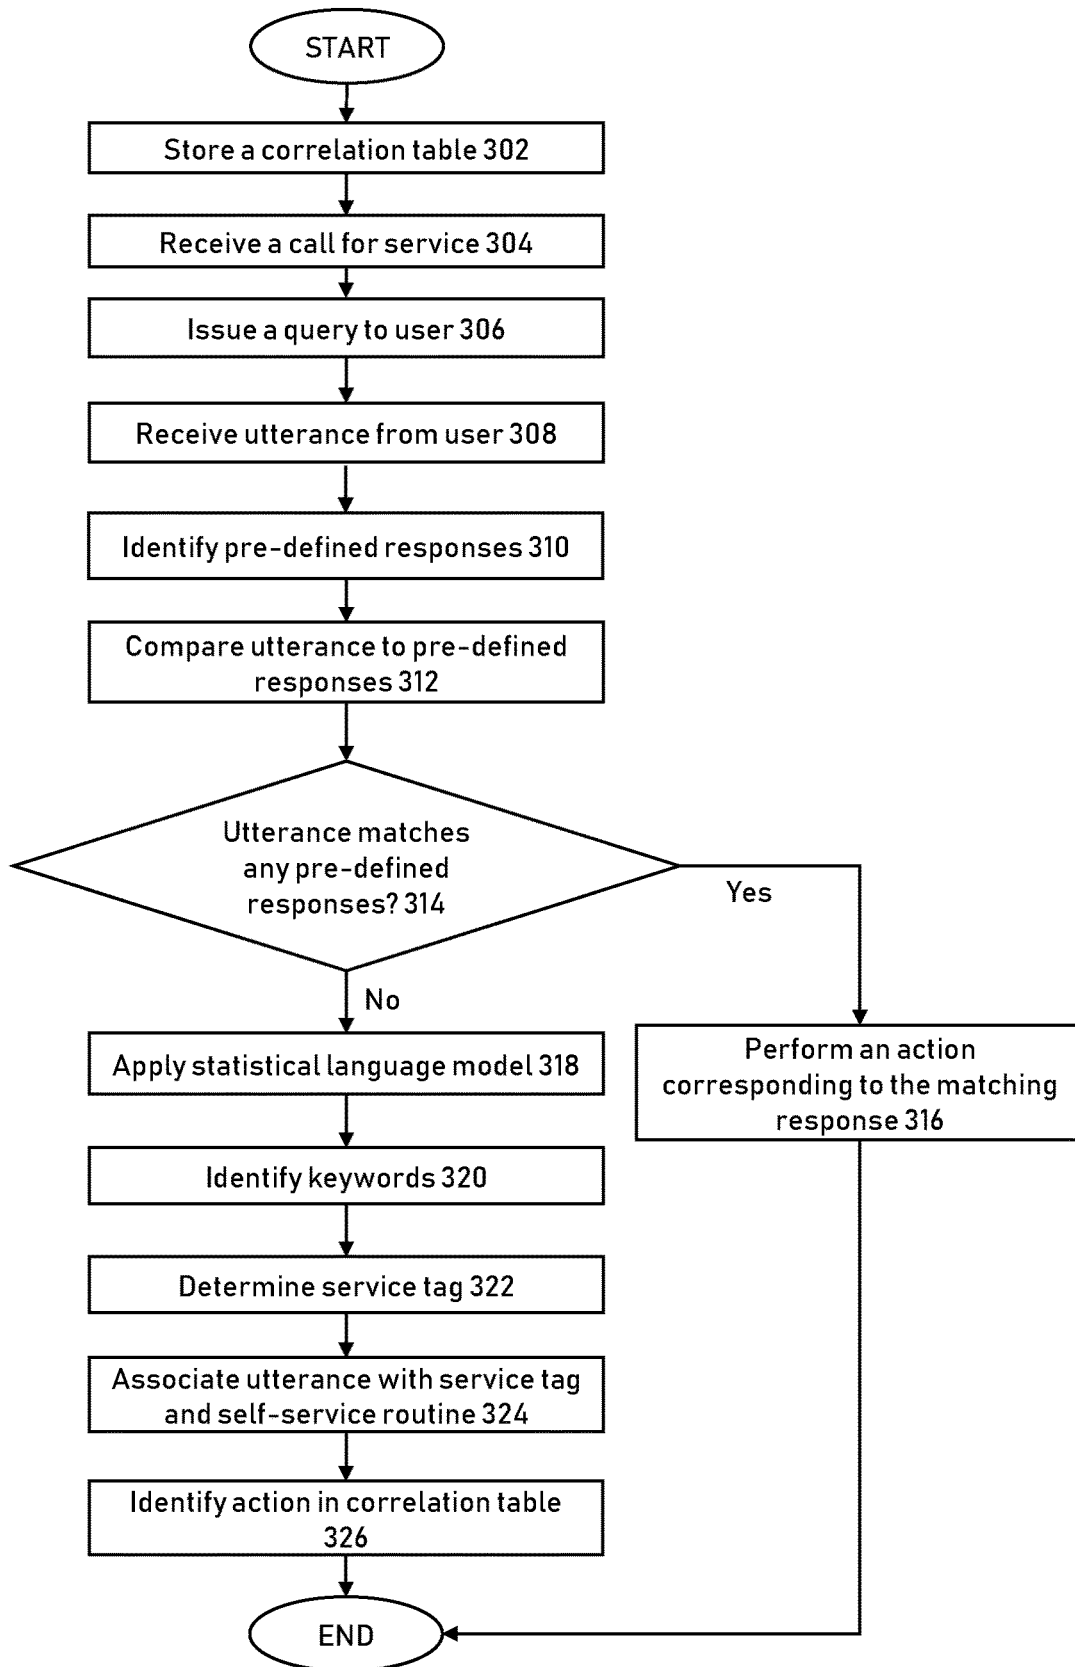 START
Store a correlation table 302
Receive a call for service 304
Issue a query to user 306
Receive utterance from user 308
Identify pre-defined responses 310
Compare utterance to pre-defined
responses 312
Utterance matches
any pre-defined
responses? 314
Yes
No
Apply statistical language model 318
Perform an action
corresponding to the matching
response 316
Identify keywords 320
Determine service tag 322
Associate utterance with service tag
and self-service routine 324
Identify action in correlation table
326
END